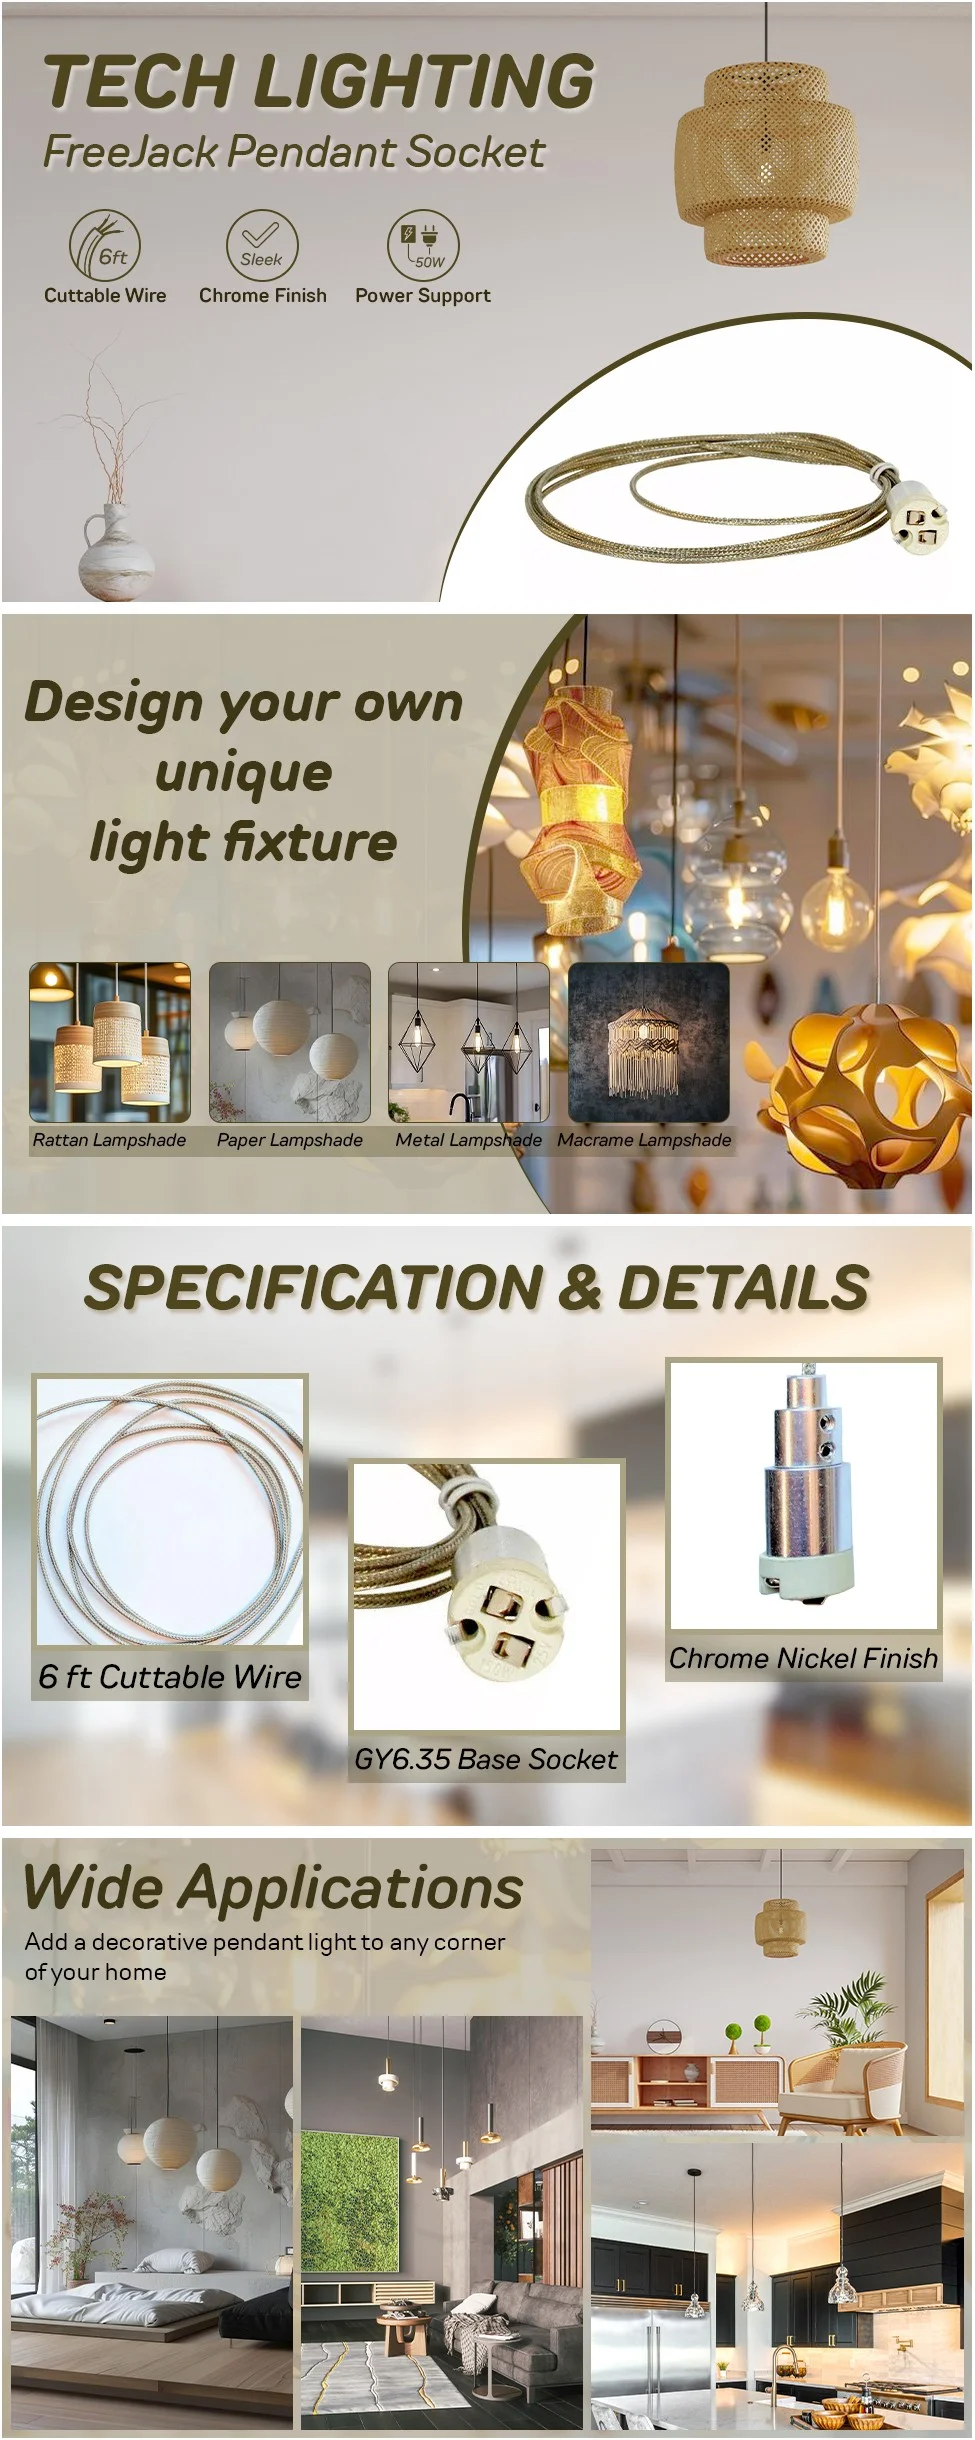 TECH LIGHTING
FreeJack Pendant Socket
6ft
Sleek
50W
Cuttable Wire
Chrome Finish
Power Support
Design your own
unique
light fixture
Rattan Lampshade
Paper Lampshade
Metal Lampshade
Macrame Lampshade
SPECIFICATION & DETAILS
6 ft Cuttable Wire
GY6.35 Base Socket
Chrome Nickel Finish
Wide Applications
Add a decorative pendant light to any corner
of your home